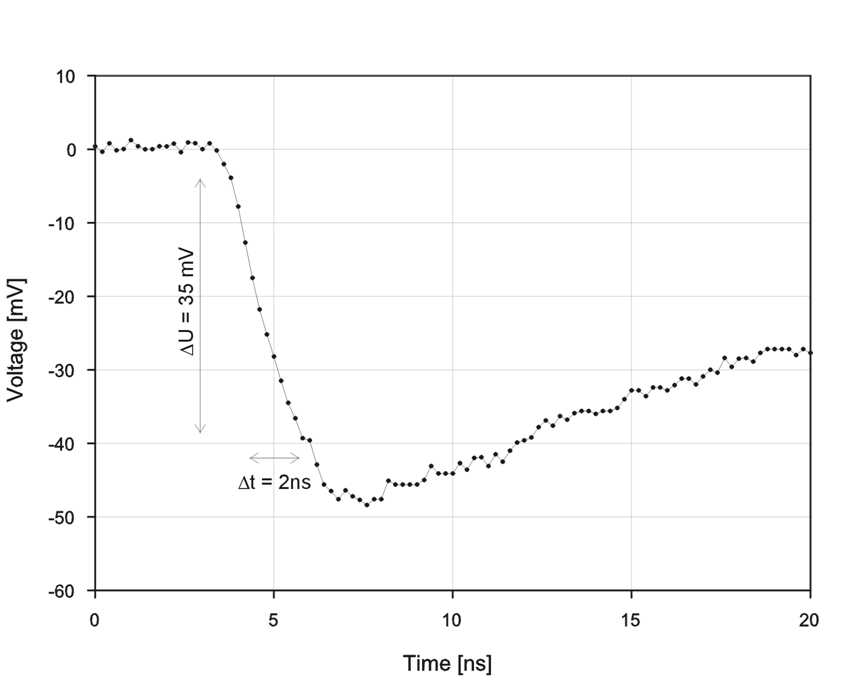 10
0
-10
-20
-30
-40
-50
-60
Voltage [mV]
ΔU = 35 mV
Δt = 2ns
0 5 10 15 20
Time [ns]